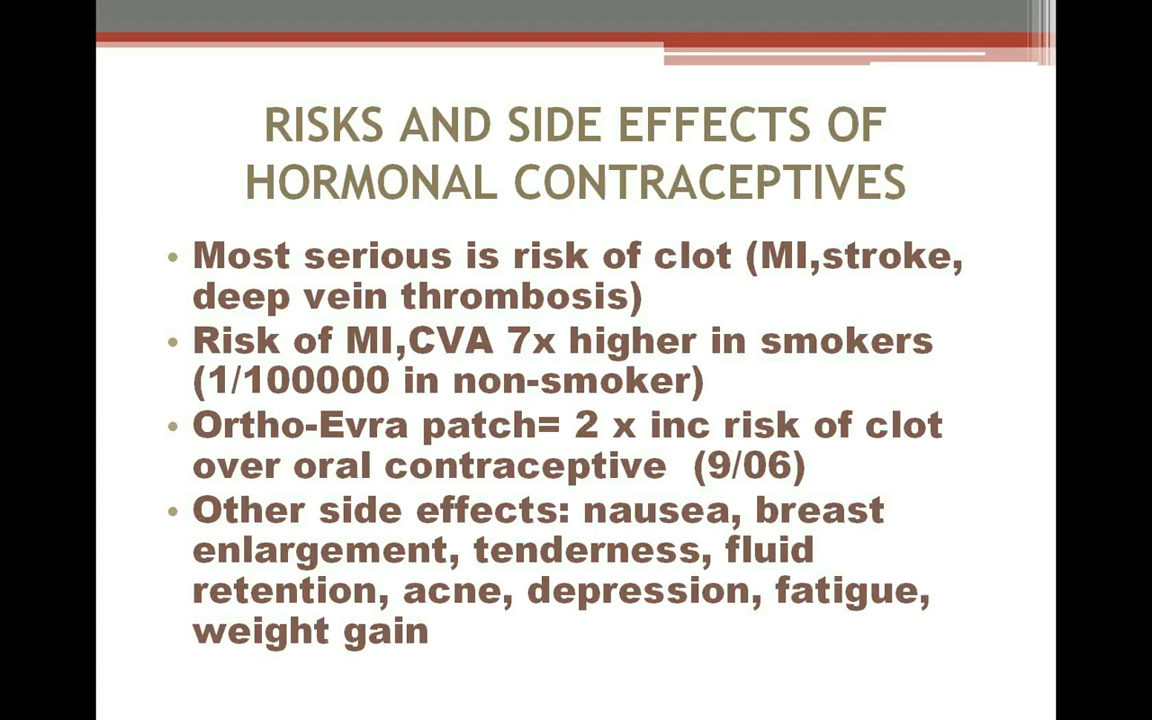 RISKS AND SIDE EFFECTS OF
HORMONAL CONTRACEPTIVES
• Most serious is risk of clot (MI,stroke,
deep vein thrombosis)
• Risk of MI,CVA 7x higher in smokers
(1/100000 in non-smoker)
• Ortho-Evra patch= 2 x inc risk of clot
over oral contraceptive  (9/06)
• Other side effects: nausea, breast
enlargement, tenderness, fluid
retention, acne, depression, fatigue,
weight gain